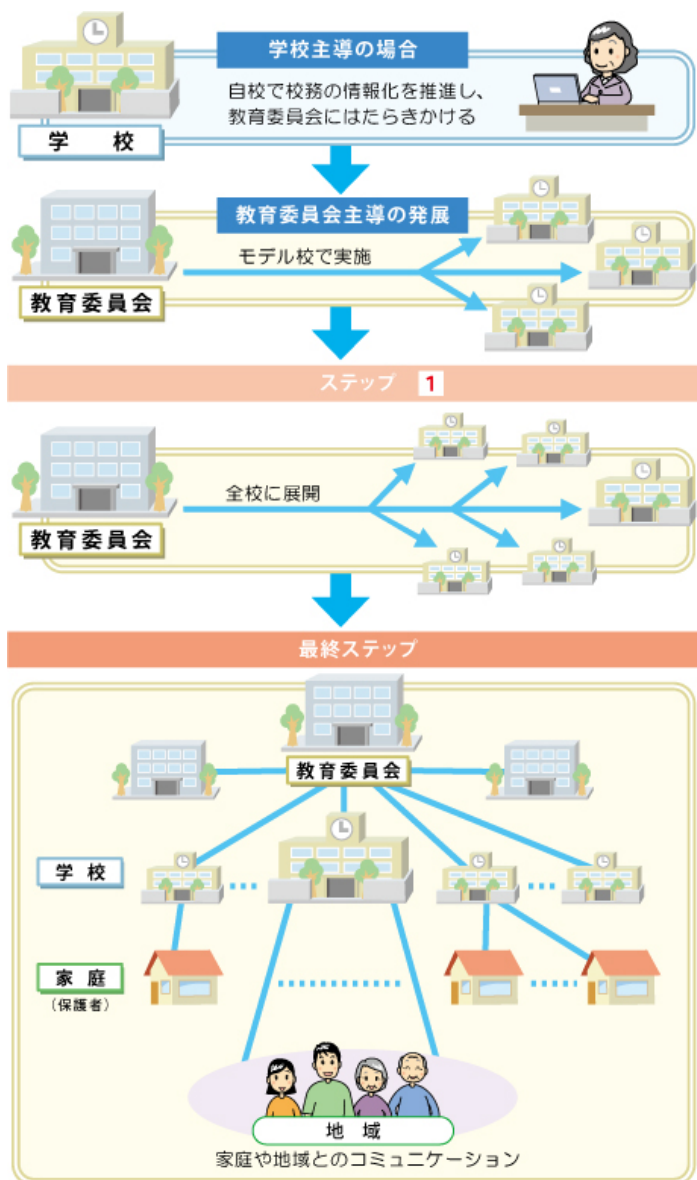 学校主導の場合
自校で校務の情報化を推進し、
教育委員会にはたらきかける
学校
教育委員会主導の発展
モデル校で実施
教育委員会
ステップ 1
全校に展開
教育委員会
最終ステップ
教育委員会
学校
家庭
(保護者)
地域
家庭や地域とのコミュニケーション